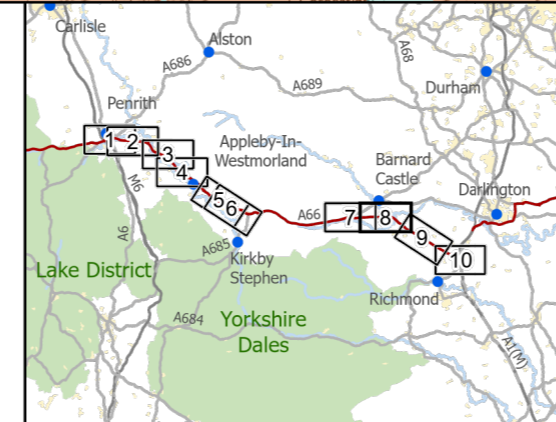 Carlisle
Alston
A68
A686
A689
Durham
Penrith
Appleby-In-
Westmorland
Barnard
Castle
Darlington
1
2
3
4
5
6
7
8
9
10
M6
A66
A6
A685
Kirkby
Stephen
Lake District
Richmond
A684
Yorkshire
Dales
A1(M)